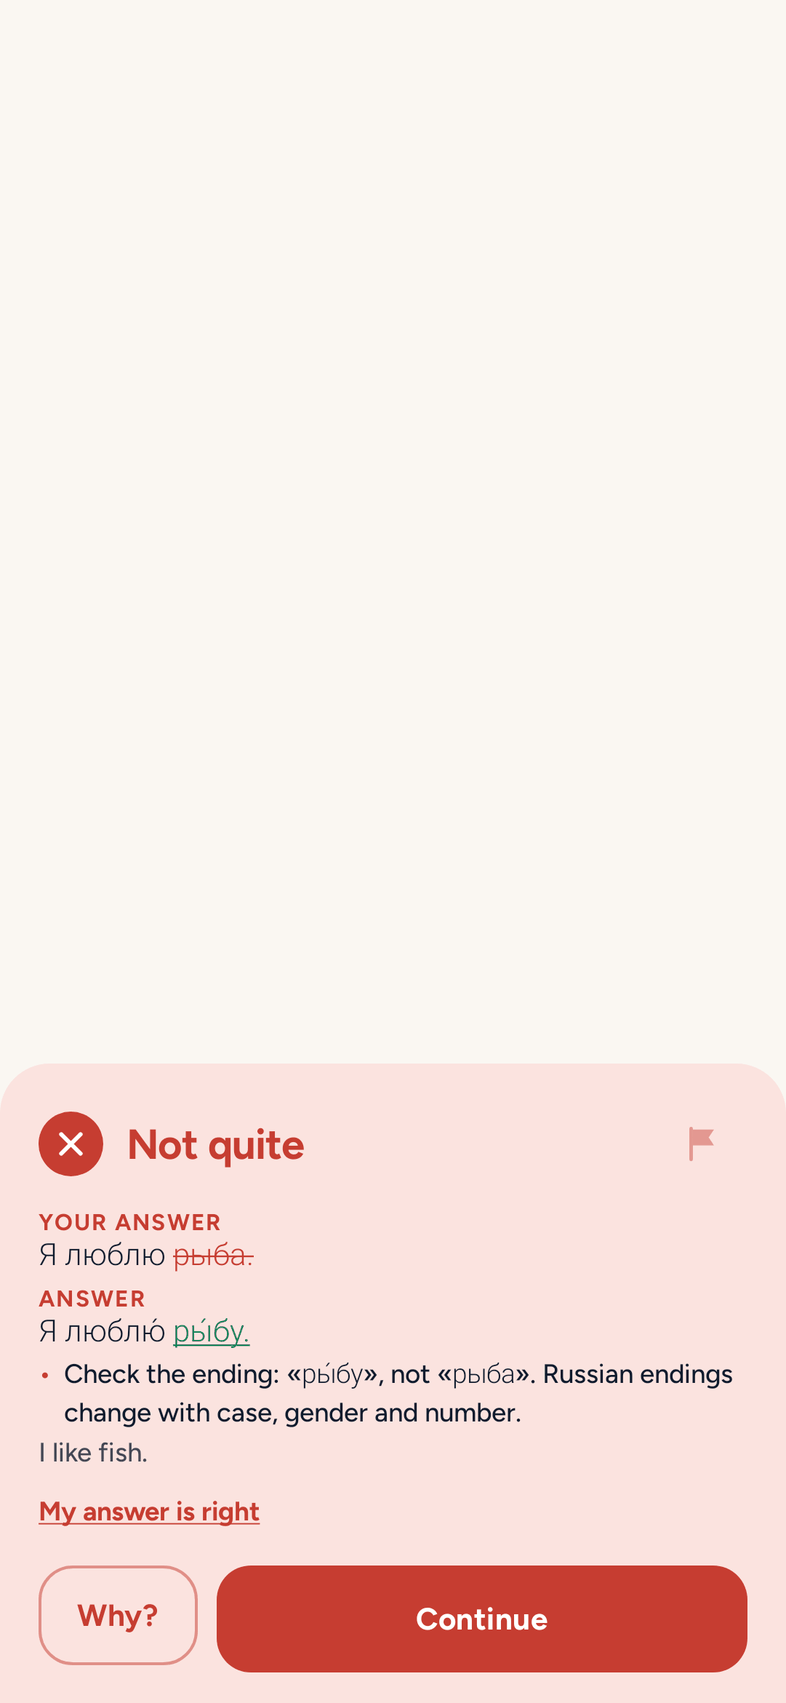 Not quite
YOUR ANSWER
Я люблю рыба.
ANSWER
Я люблю́ ры́бу.
• Check the ending: «ры́бу», not «рыба». Russian endings
change with case, gender and number.
I like fish.
My answer is right
Why?
Continue